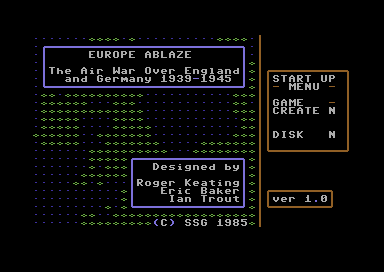 EUROPE ABLAZE
The Air War Over England
and Germany 1939-1945
START UP
- MENU -
GAME -
CREATE N
DISK N
Designed by
Roger Keating
Eric Baker
Ian Trout
ver 1.0
(C) SSG 1985